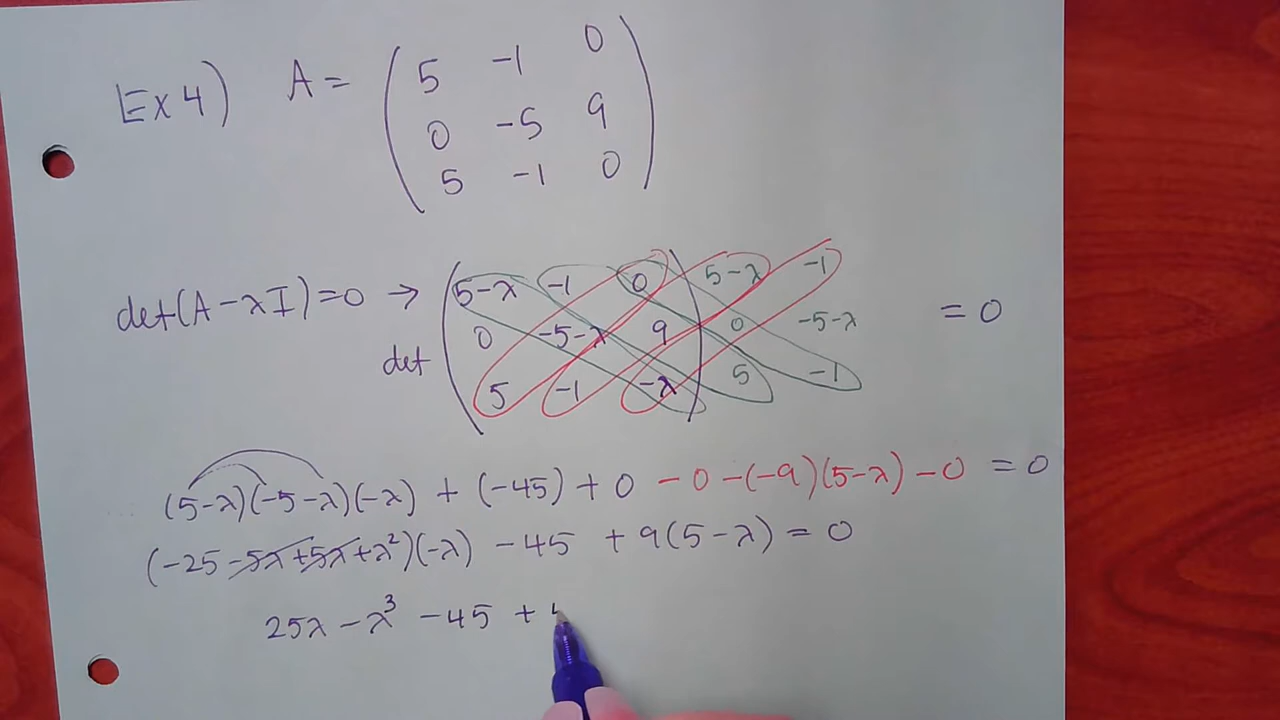 Ex 4) A = ( 5 -1 0
0 -5 9
5 -1 0 )
det(A-λI)=0 → det ( 5-λ -1 0 ) 5-λ -1 = 0
0 -5-λ 9 0 -5-λ
5 -1 -λ 5 -1
(5-λ)(-5-λ)(-λ) + (-45) + 0 - 0 - (-9)(5-λ) - 0 = 0
(-25 -5λ +5λ + λ²)(-λ) - 45 + 9(5-λ) = 0
25λ - λ³ - 45 +